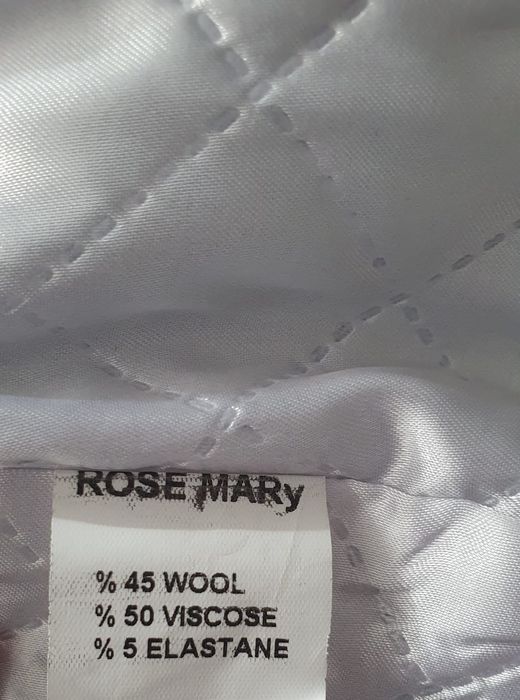 ROSE MARy
% 45 WOOL
% 50 VISCOSE
% 5 ELASTANE